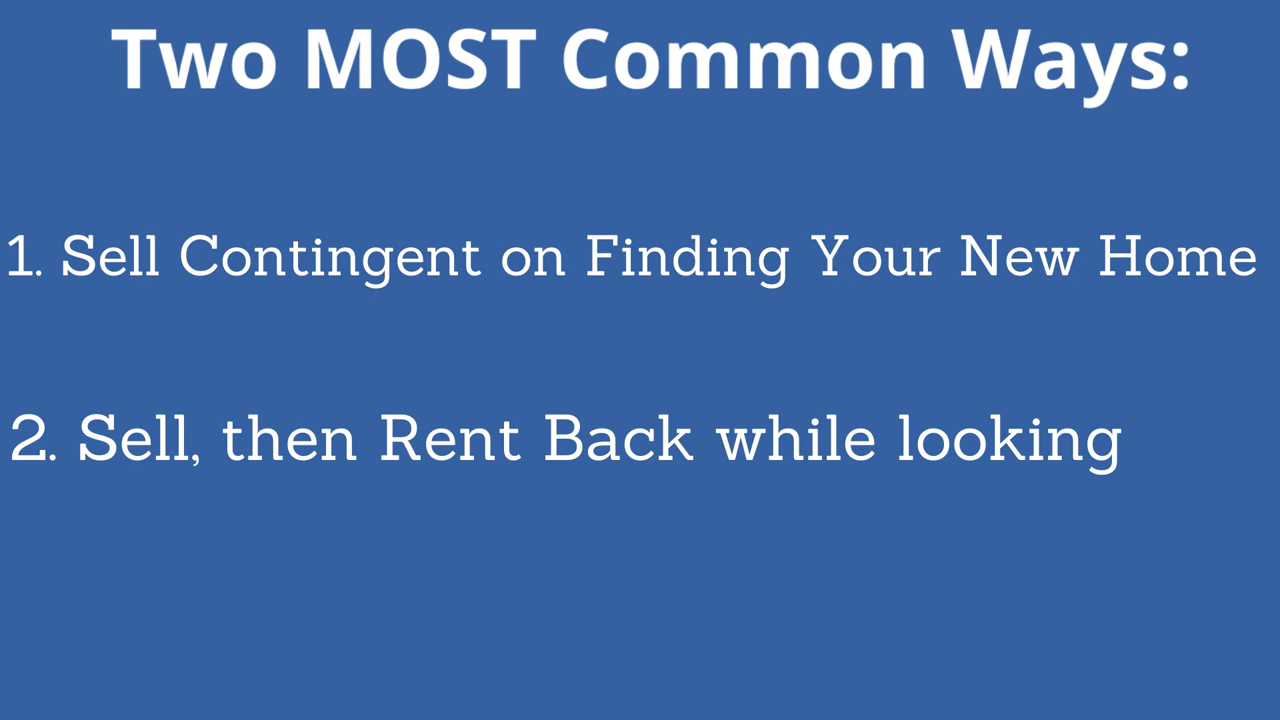 Two MOST Common Ways:
1. Sell Contingent on Finding Your New Home
2. Sell, then Rent Back while looking